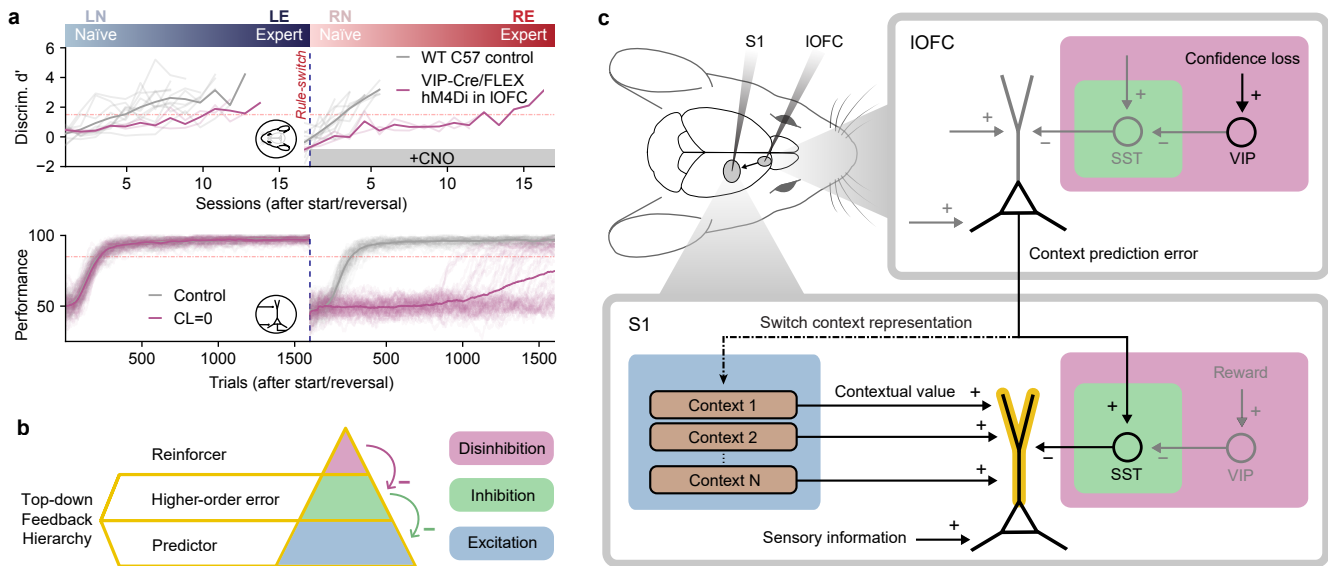 a
LN
LE
RN
RE
Naïve
Expert
Naïve
Expert
Discrim. d'
6
4
2
0
−2
Rule-switch
WT C57 control
VIP-Cre/FLEX
hM4Di in lOFC
+CNO
5
10
15
5
10
15
Sessions (after start/reversal)
Performance
100
50
Control
CL=0
500
1000
1500
500
1000
1500
Trials (after start/reversal)
b
Top-down
Feedback
Hierarchy
Reinforcer
Higher-order error
Predictor
−
−
Disinhibition
Inhibition
Excitation
c
S1
lOFC
lOFC
Confidence loss
+
+
+
−
−
SST
VIP
+
Context prediction error
S1
Switch context representation
Context 1
Context 2
Context N
Contextual value
+
+
+
Sensory information
+
Reward
+
+
−
−
SST
VIP